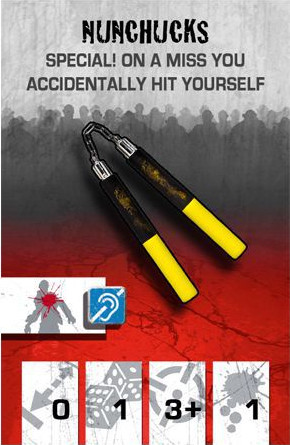 NUNCHUCKS
SPECIAL! ON A MISS YOU
ACCIDENTALLY HIT YOURSELF
0 1 3+ 1